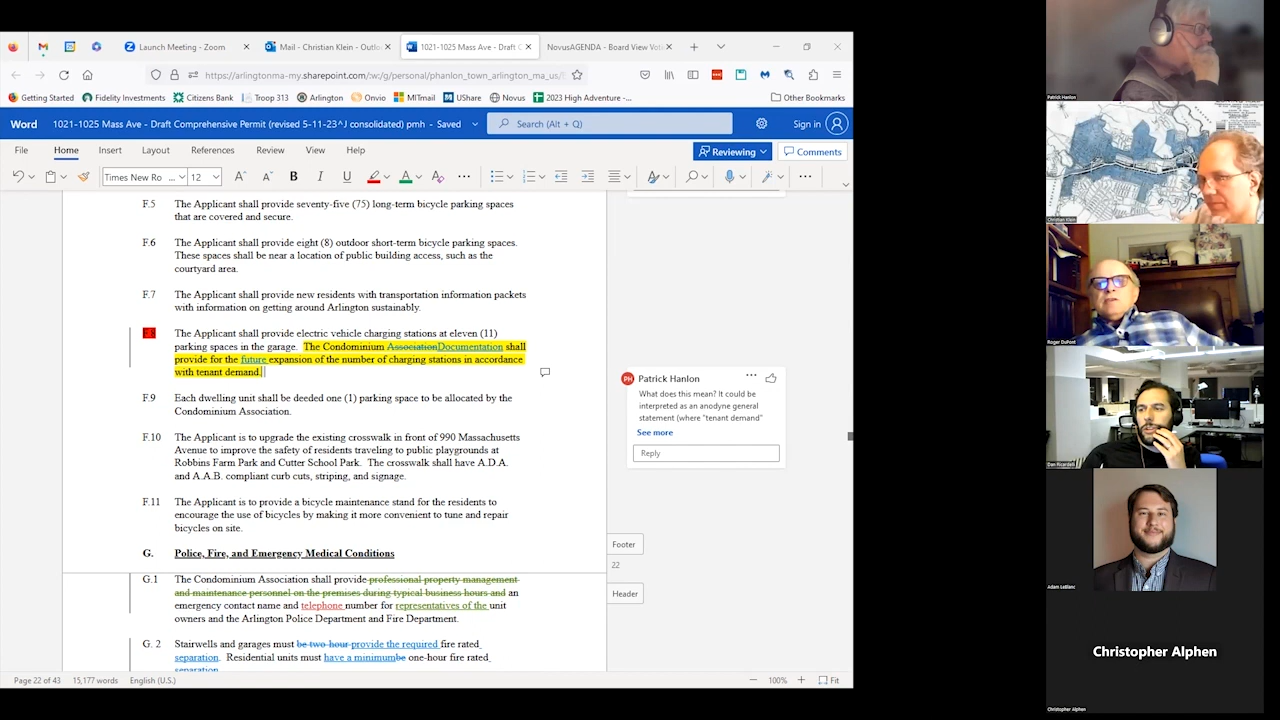 Launch Meeting - Zoom
Mail - Christian Klein - Outl
1021-1025 Mass Ave - Draft C
NovusAGENDA - Board View Vot
https://arlingtonma-my.sharepoint.com/:w:/g/personal/phanlon_town_arlington_ma_us/
Getting Started
Fidelity Investments
Citizens Bank
Troop 313
Arlington
Onvio
MITmail
UShare
Novus
2023 High Adventure -...
Other Bookmarks
Word
1021-1025 Mass Ave - Draft Comprehensive Permit (revised 5-11-23^J consolidated) pmh - Saved
Search (Alt + Q)
Sign in
File
Home
Insert
Layout
References
Review
View
Help
Reviewing
Comments
Times New Ro ...
12
F.5 The Applicant shall provide seventy-five (75) long-term bicycle parking spaces
that are covered and secure.
F.6 The Applicant shall provide eight (8) outdoor short-term bicycle parking spaces.
These spaces shall be near a location of public building access, such as the
courtyard area.
F.7 The Applicant shall provide new residents with transportation information packets
with information on getting around Arlington sustainably.
The Applicant shall provide electric vehicle charging stations at eleven (11)
parking spaces in the garage. The Condominium AssociationDocumentation shall
provide for the future expansion of the number of charging stations in accordance
with tenant demand.
F.9 Each dwelling unit shall be deeded one (1) parking space to be allocated by the
Condominium Association.
F.10 The Applicant is to upgrade the existing crosswalk in front of 990 Massachusetts
Avenue to improve the safety of residents traveling to public playgrounds at
Robbins Farm Park and Cutter School Park. The crosswalk shall have A.D.A.
and A.A.B. compliant curb cuts, striping, and signage.
F.11 The Applicant is to provide a bicycle maintenance stand for the residents to
encourage the use of bicycles by making it more convenient to tune and repair
bicycles on site.
G. Police, Fire, and Emergency Medical Conditions
G.1 The Condominium Association shall provide professional property management
and maintenance personnel on the premises during typical business hours and an
emergency contact name and telephone number for representatives of the unit
owners and the Arlington Police Department and Fire Department.
G. 2 Stairwells and garages must be two-hour provide the required fire rated
separation. Residential units must have a minimumbe one-hour fire rated
separation.
PH Patrick Hanlon
What does this mean? It could be
interpreted as an anodyne general
statement (where "tenant demand"
See more
Reply
Footer
22
Header
Page 22 of 43
15,177 words
English (U.S.)
100%
Fit
Patrick Hanlon
Christian Klein
Roger DuPont
Dan Riccardelli
Adam LeBlanc
Christopher Alphen
Christopher Alphen